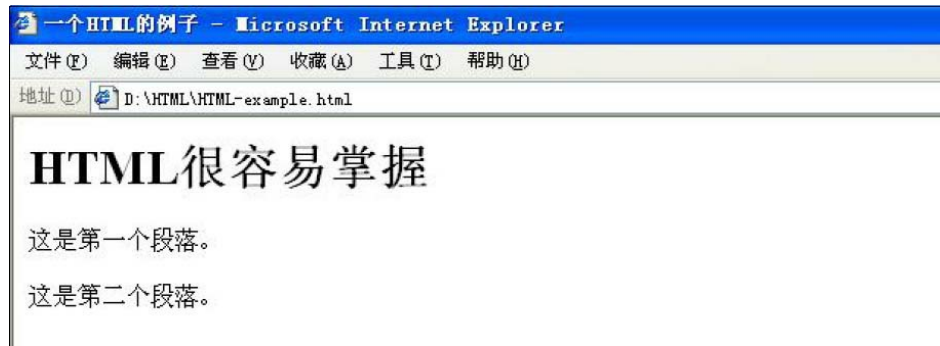 一个HTML的例子 - Microsoft Internet Explorer
文件(F) 编辑(E) 查看(V) 收藏(A) 工具(T) 帮助(H)
地址(D) D:\HTML\HTML-example.html
HTML很容易掌握
这是第一个段落。
这是第二个段落。